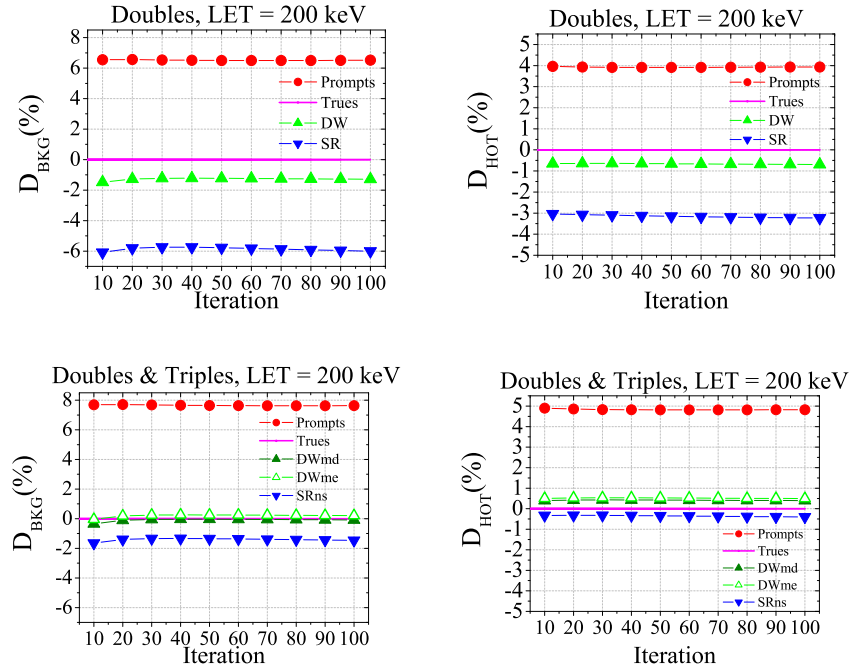 Doubles, LET = 200 keV
8
6
4
2
0
-2
-4
-6
D_BKG(%)
Prompts
Trues
DW
SR
10 20 30 40 50 60 70 80 90 100
Iteration
Doubles, LET = 200 keV
5
4
3
2
1
0
-1
-2
-3
-4
-5
D_HOT(%)
Prompts
Trues
DW
SR
10 20 30 40 50 60 70 80 90 100
Iteration
Doubles & Triples, LET = 200 keV
8
6
4
2
0
-2
-4
-6
D_BKG(%)
Prompts
Trues
DWmd
DWme
SRns
10 20 30 40 50 60 70 80 90 100
Iteration
Doubles & Triples, LET = 200 keV
5
4
3
2
1
0
-1
-2
-3
-4
-5
D_HOT(%)
Prompts
Trues
DWmd
DWme
SRns
10 20 30 40 50 60 70 80 90 100
Iteration